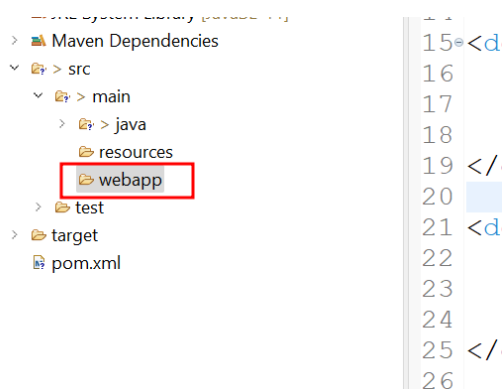 Maven Dependencies
> src
> main
> java
resources
webapp
test
target
pom.xml
15 <d
16
17
18
19 </
20
21 <d
22
23
24
25 </
26